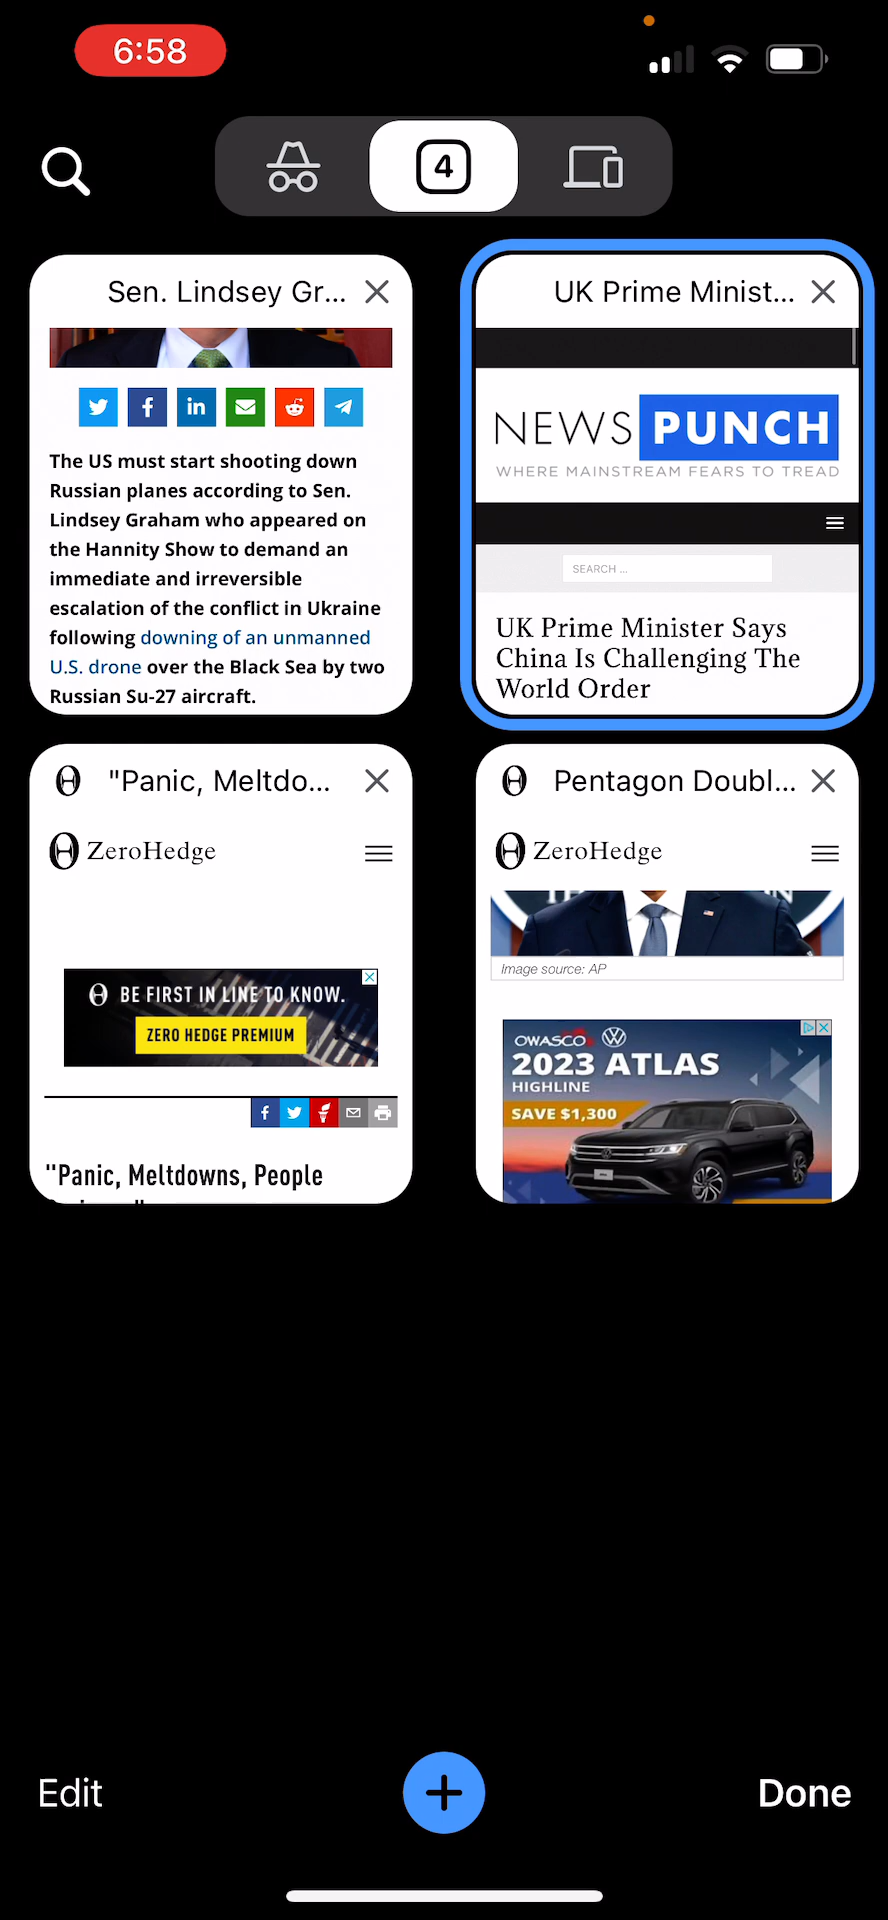 6:58
4
Sen. Lindsey Gr...
The US must start shooting down
Russian planes according to Sen.
Lindsey Graham who appeared on
the Hannity Show to demand an
immediate and irreversible
escalation of the conflict in Ukraine
following downing of an unmanned
U.S. drone over the Black Sea by two
Russian Su-27 aircraft.
UK Prime Minist...
NEWS PUNCH
WHERE MAINSTREAM FEARS TO TREAD
SEARCH ...
UK Prime Minister Says
China Is Challenging The
World Order
"Panic, Meltdo...
ZeroHedge
BE FIRST IN LINE TO KNOW.
ZERO HEDGE PREMIUM
"Panic, Meltdowns, People
Pentagon Doubl...
ZeroHedge
Image source: AP
OWASCO
2023 ATLAS
HIGHLINE
SAVE $1,300
Edit
Done